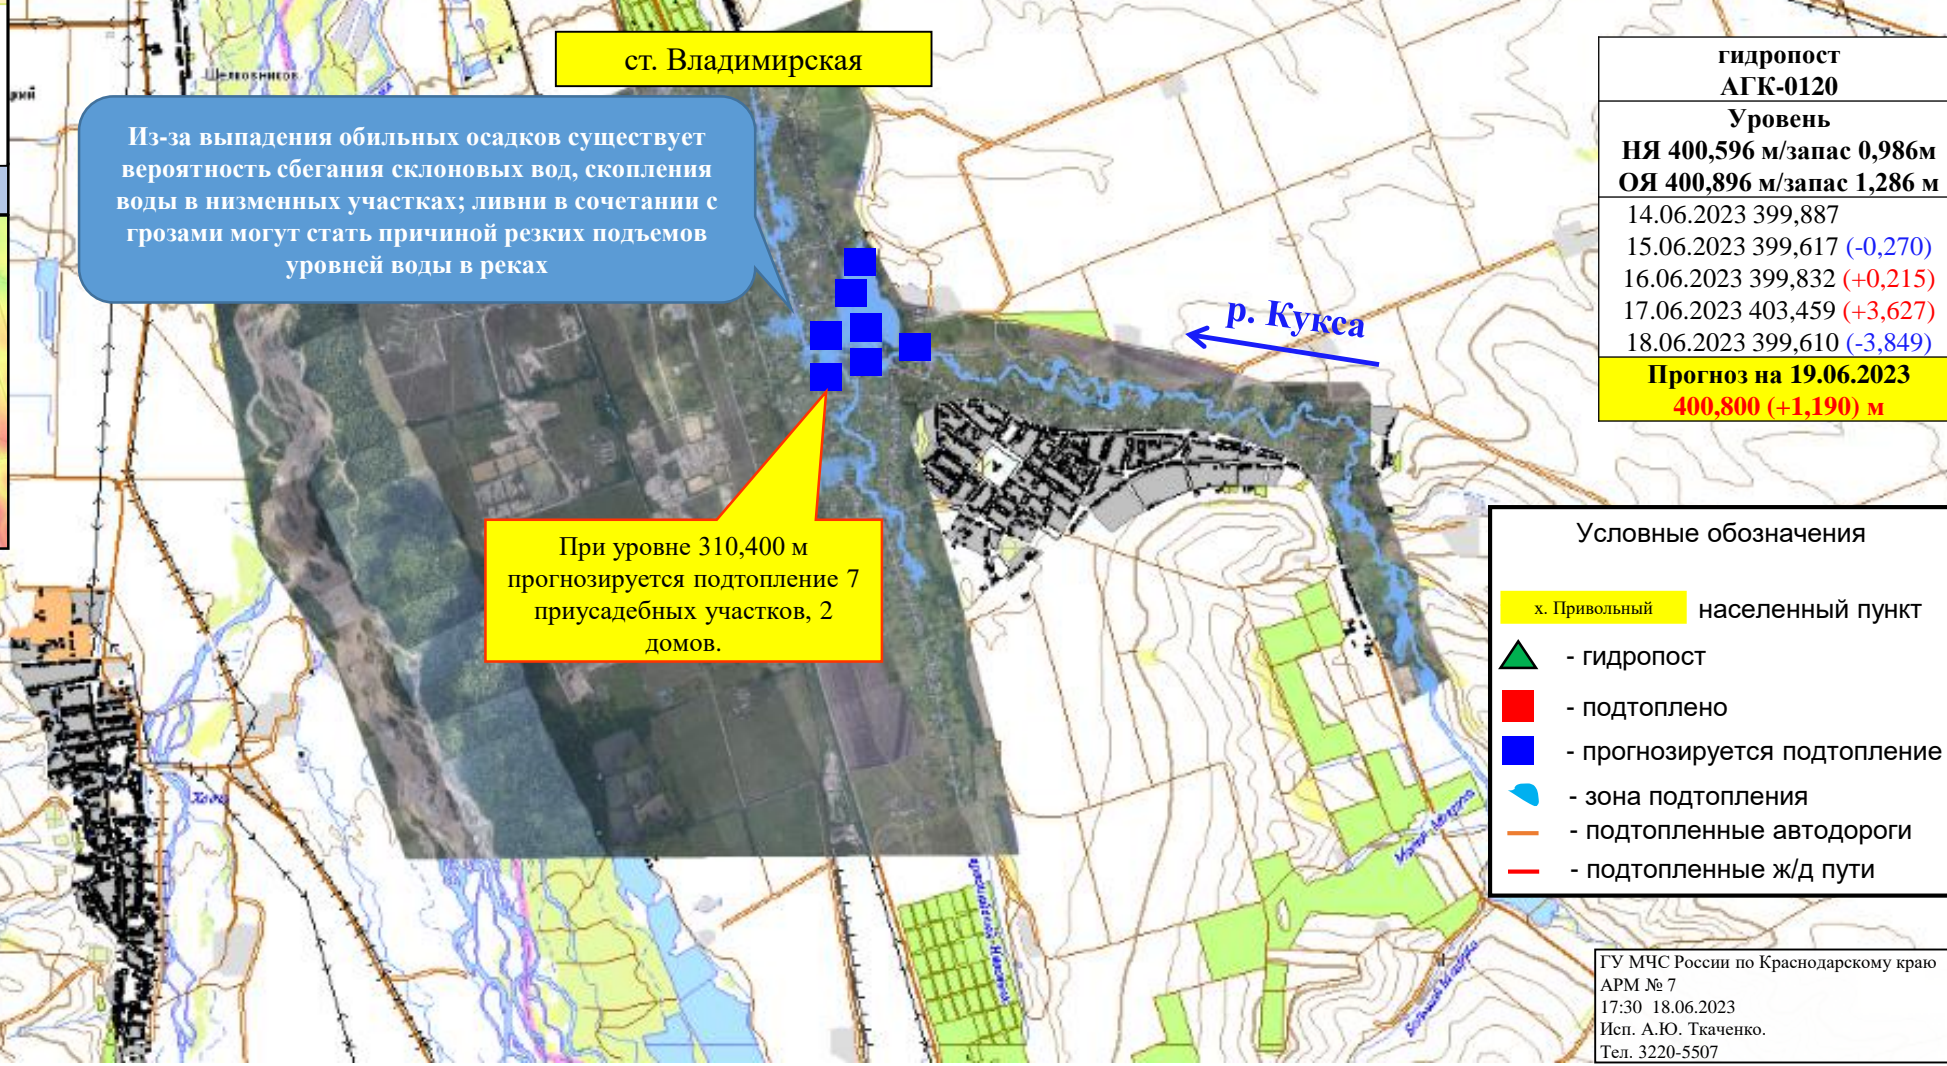 ст. Владимирская
Шелковников
кий
Из-за выпадения обильных осадков существует
вероятность сбегания склоновых вод, скопления
воды в низменных участках; ливни в сочетании с
грозами могут стать причиной резких подъемов
уровней воды в реках
р. Кукса
При уровне 310,400 м
прогнозируется подтопление 7
приусадебных участков, 2
домов.
гидропост
АГК-0120
Уровень
НЯ 400,596 м/запас 0,986м
ОЯ 400,896 м/запас 1,286 м
14.06.2023 399,887
15.06.2023 399,617 (-0,270)
16.06.2023 399,832 (+0,215)
17.06.2023 403,459 (+3,627)
18.06.2023 399,610 (-3,849)
Прогноз на 19.06.2023
400,800 (+1,190) м
Условные обозначения
х. Привольный населенный пункт
- гидропост
- подтоплено
- прогнозируется подтопление
- зона подтопления
- подтопленные автодороги
- подтопленные ж/д пути
ГУ МЧС России по Краснодарскому краю
АРМ № 7
17:30 18.06.2023
Исп. А.Ю. Ткаченко.
Тел. 3220-5507